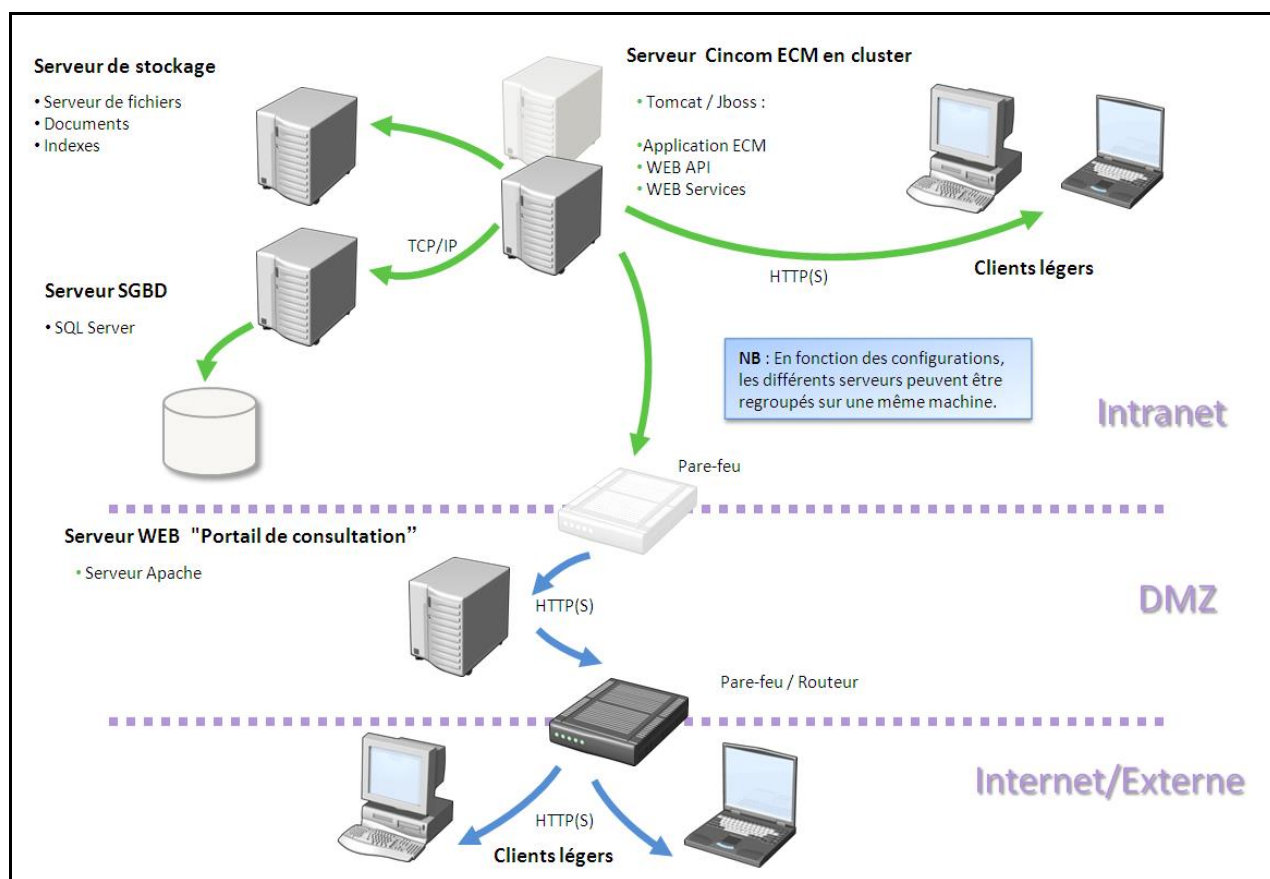 Serveur de stockage
• Serveur de fichiers
• Documents
• Indexes
Serveur Cincom ECM en cluster
• Tomcat / Jboss :
•Application ECM
• WEB API
• WEB Services
TCP/IP
HTTP(S)
Clients légers
Serveur SGBD
• SQL Server
NB : En fonction des configurations,
les différents serveurs peuvent être
regroupés sur une même machine.
Intranet
Pare-feu
Serveur WEB "Portail de consultation”
• Serveur Apache
HTTP(S)
DMZ
Pare-feu / Routeur
Internet/Externe
HTTP(S)
Clients légers